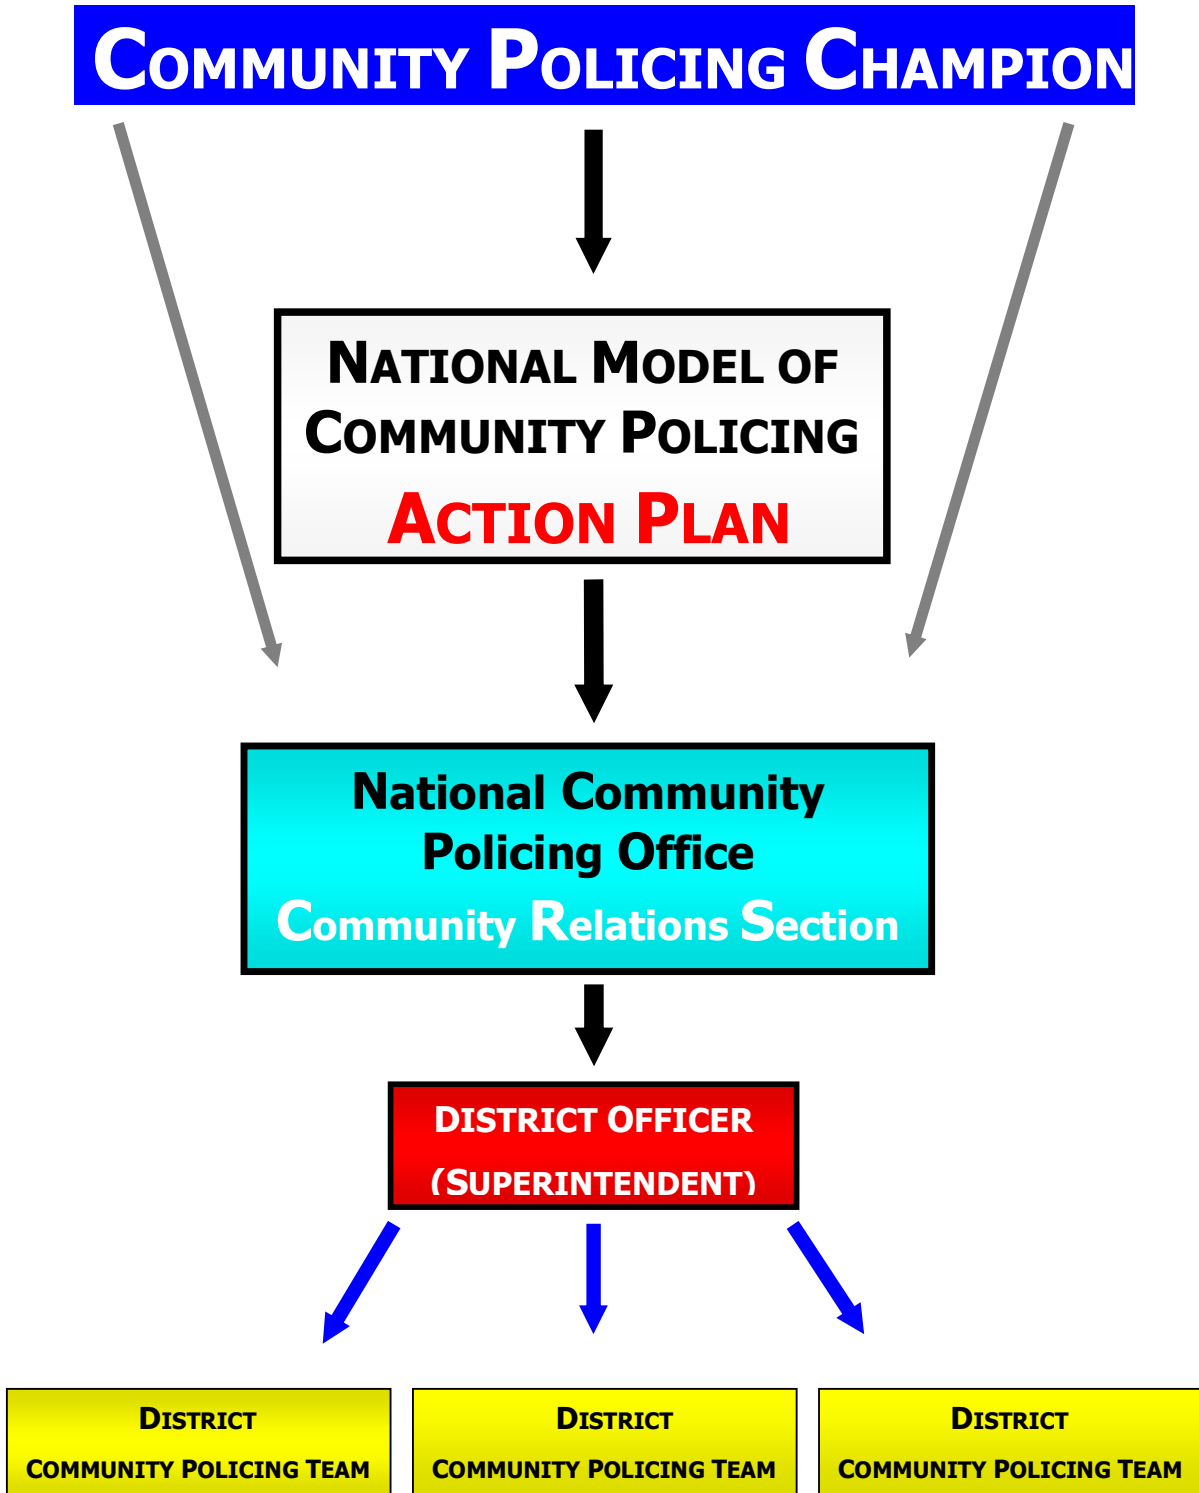 COMMUNITY POLICING CHAMPION
NATIONAL MODEL OF
COMMUNITY POLICING
ACTION PLAN
National Community
Policing Office
Community Relations Section
DISTRICT OFFICER
(SUPERINTENDENT)
DISTRICT
COMMUNITY POLICING TEAM
DISTRICT
COMMUNITY POLICING TEAM
DISTRICT
COMMUNITY POLICING TEAM